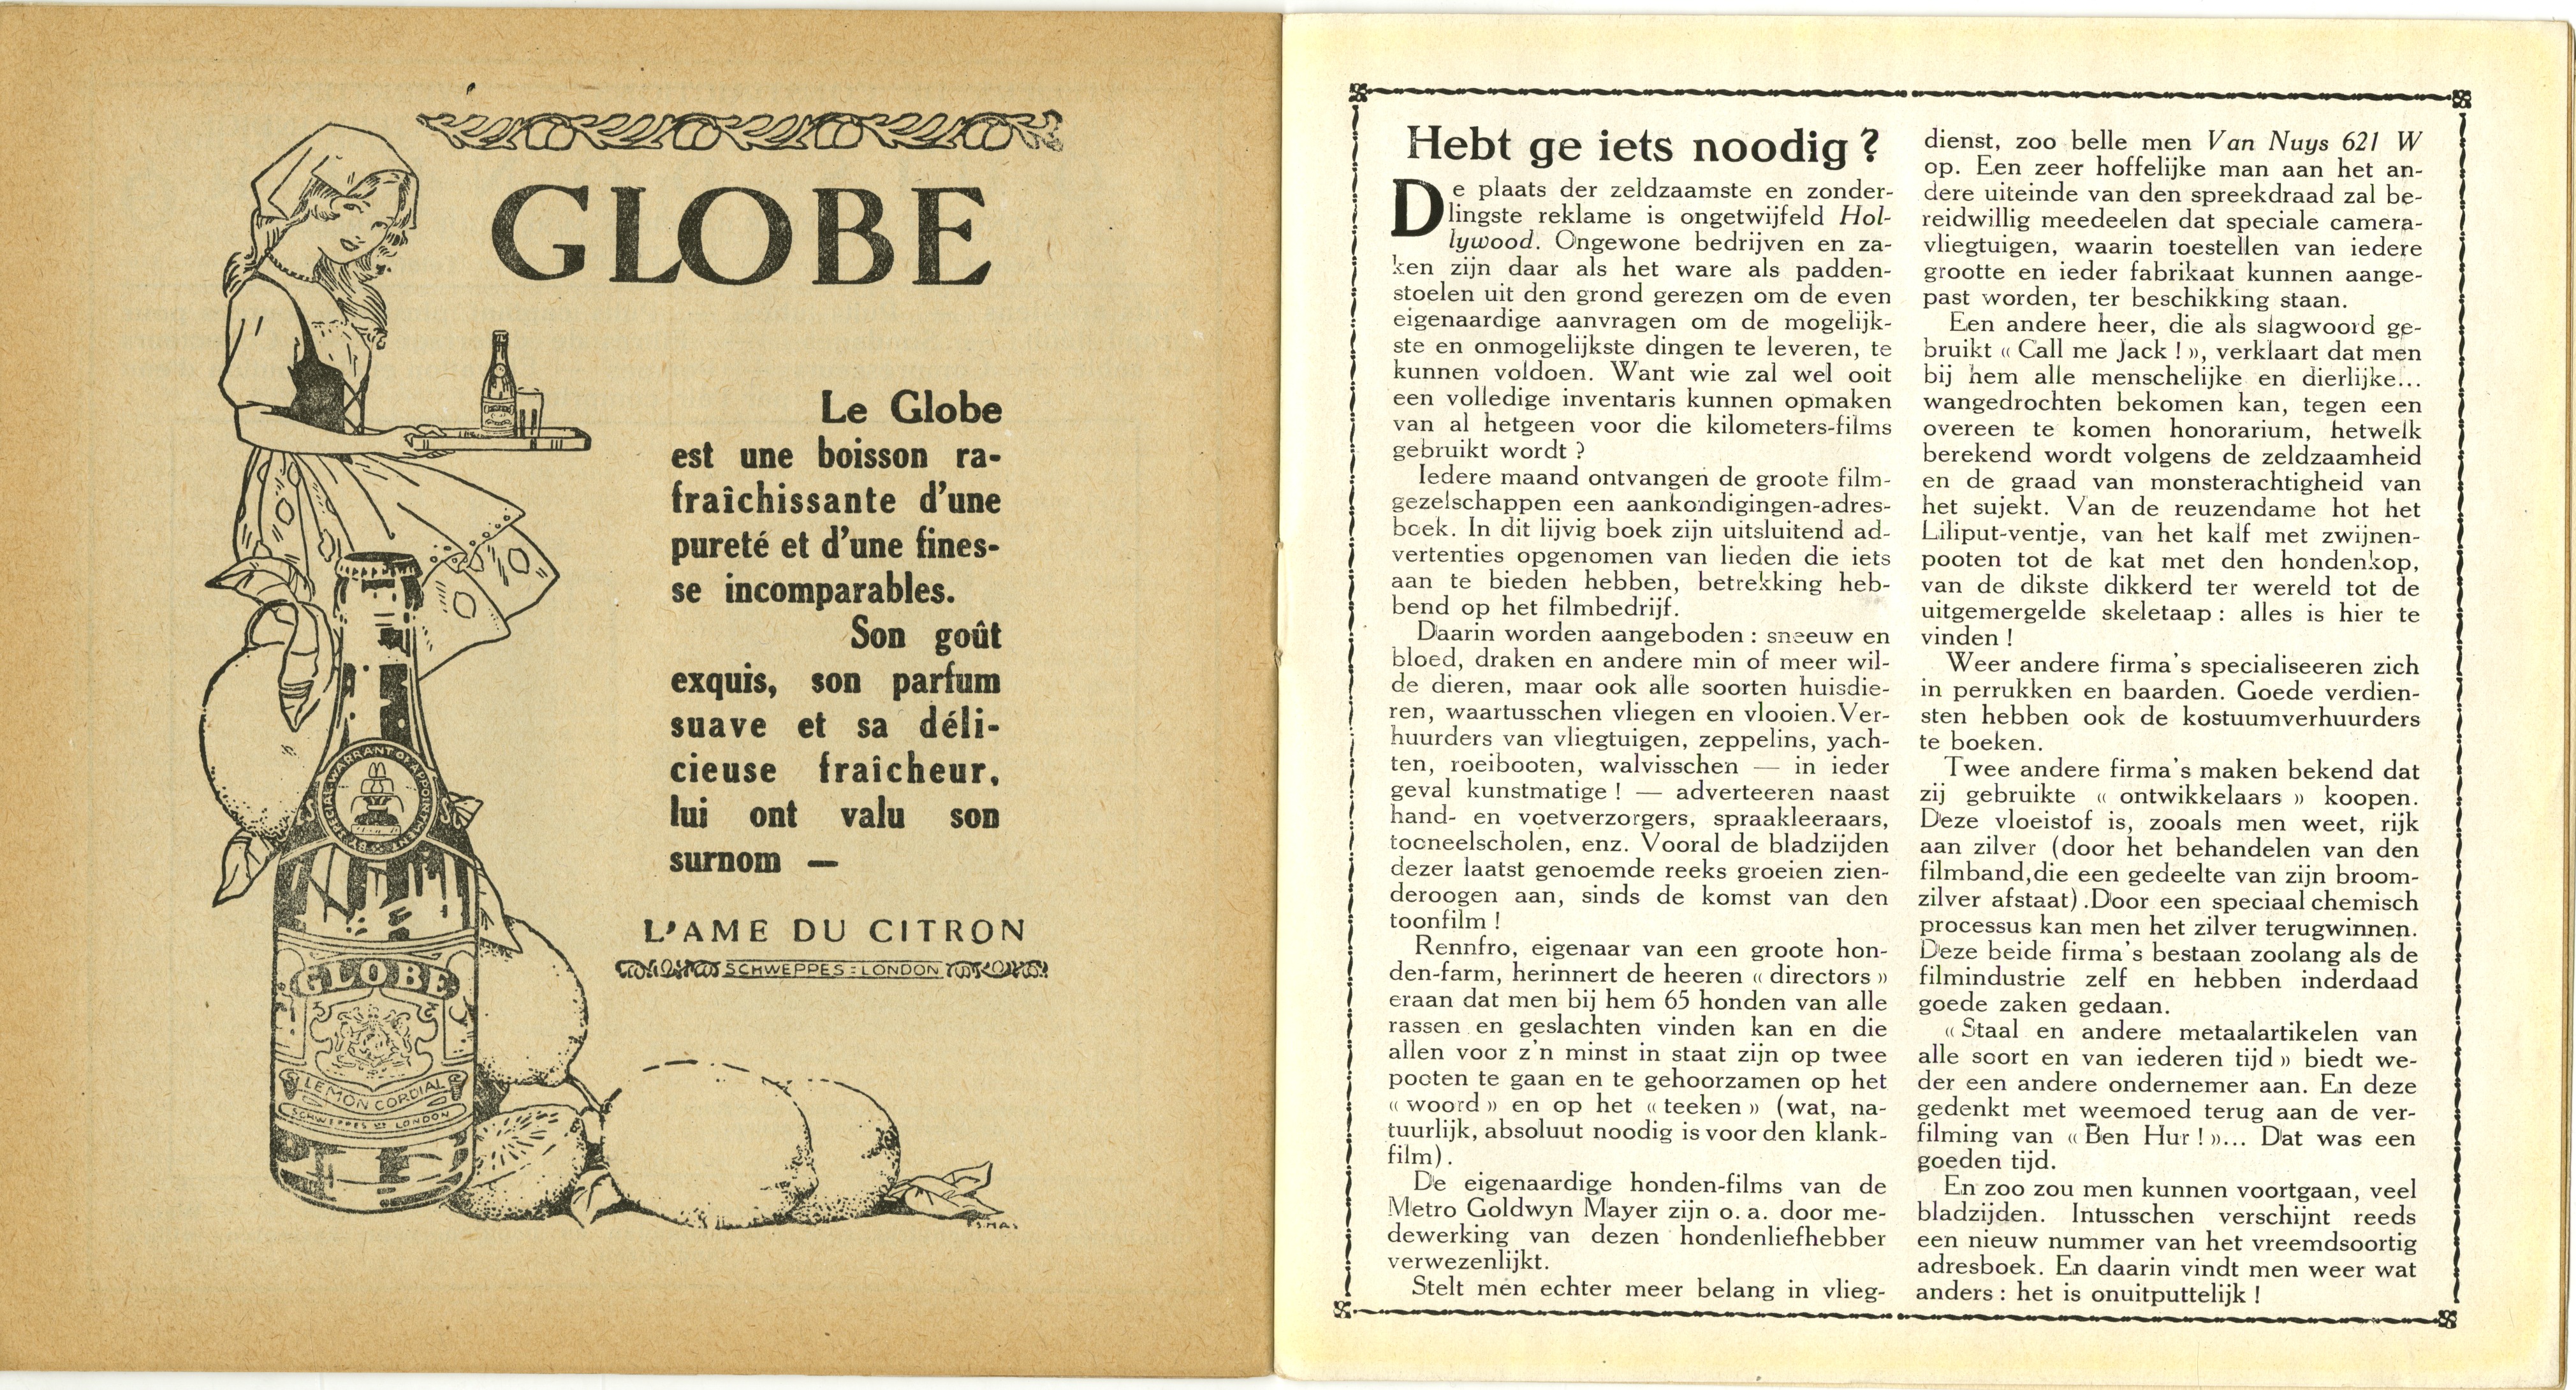 GLOBE
Le Globe
est une boisson ra-
fraîchissante d'une
pureté et d'une fines-
se incomparables.
Son goût
exquis, son parfum
suave et sa déli-
cieuse fraîcheur,
lui ont valu son
surnom —
L'AME DU CITRON
SCHWEPPES = LONDON
BY SPECIAL WARRANT OF APPOINTMENT
GLOBE
LEMON CORDIAL
SCHWEPPES LTD LONDON
Hebt ge iets noodig ?
De plaats der zeldzaamste en zonder-
lingste reklame is ongetwijfeld Hol-
lywood. Ongewone bedrijven en za-
ken zijn daar als het ware als padden-
stoelen uit den grond gerezen om de even
eigenaardige aanvragen om de mogelijk-
ste en onmogelijkste dingen te leveren, te
kunnen voldoen. Want wie zal wel ooit
een volledige inventaris kunnen opmaken
van al hetgeen voor die kilometers-films
gebruikt wordt ?
Iedere maand ontvangen de groote film-
gezelschappen een aankondigingen-adres-
boek. In dit lijvig boek zijn uitsluitend ad-
vertenties opgenomen van lieden die iets
aan te bieden hebben, betrekking heb-
bend op het filmbedrijf.
Daarin worden aangeboden : sneeuw en
bloed, draken en andere min of meer wil-
de dieren, maar ook alle soorten huisdie-
ren, waartusschen vliegen en vlooien.Ver-
huurders van vliegtuigen, zeppelins, yach-
ten, roeibooten, walvisschen — in ieder
geval kunstmatige ! — adverteeren naast
hand- en voetverzorgers, spraakleeraars,
tooneelscholen, enz. Vooral de bladzijden
dezer laatst genoemde reeks groeien zien-
deroogen aan, sinds de komst van den
toonfilm !
Rennfro, eigenaar van een groote hon-
den-farm, herinnert de heeren « directors »
eraan dat men bij hem 65 honden van alle
rassen en geslachten vinden kan en die
allen voor z'n minst in staat zijn op twee
pooten te gaan en te gehoorzamen op het
« woord » en op het « teeken » (wat, na-
tuurlijk, absoluut noodig is voor den klank-
film).
De eigenaardige honden-films van de
Metro Goldwyn Mayer zijn o. a. door me-
dewerking van dezen hondenliefhebber
verwezenlijkt.
Stelt men echter meer belang in vlieg-
dienst, zoo belle men Van Nuys 621 W
op. Een zeer hoffelijke man aan het an-
dere uiteinde van den spreekdraad zal be-
reidwillig meedeelen dat speciale camera-
vliegtuigen, waarin toestellen van iedere
grootte en ieder fabrikaat kunnen aange-
past worden, ter beschikking staan.
Een andere heer, die als slagwoord ge-
bruikt « Call me Jack ! », verklaart dat men
bij hem alle menschelijke en dierlijke...
wangedrochten bekomen kan, tegen een
overeen te komen honorarium, hetwelk
berekend wordt volgens de zeldzaamheid
en de graad van monsterachtigheid van
het sujekt. Van de reuzendame hot het
Liliput-ventje, van het kalf met zwijnen-
pooten tot de kat met den hondenkop,
van de dikste dikkerd ter wereld tot de
uitgemergelde skeletaap : alles is hier te
vinden !
Weer andere firma's specialiseeren zich
in perrukken en baarden. Goede verdien-
sten hebben ook de kostuumverhuurders
te boeken.
Twee andere firma's maken bekend dat
zij gebruikte « ontwikkelaars » koopen.
Deze vloeistof is, zooals men weet, rijk
aan zilver (door het behandelen van den
filmband,die een gedeelte van zijn broom-
zilver afstaat).Door een speciaal chemisch
processus kan men het zilver terugwinnen.
Deze beide firma's bestaan zoolang als de
filmindustrie zelf en hebben inderdaad
goede zaken gedaan.
« Staal en andere metaalartikelen van
alle soort en van iederen tijd » biedt we-
der een andere ondernemer aan. En deze
gedenkt met weemoed terug aan de ver-
filming van « Ben Hur ! »... Dat was een
goeden tijd.
En zoo zou men kunnen voortgaan, veel
bladzijden. Intusschen verschijnt reeds
een nieuw nummer van het vreemdsoortig
adresboek. En daarin vindt men weer wat
anders : het is onuitputtelijk !